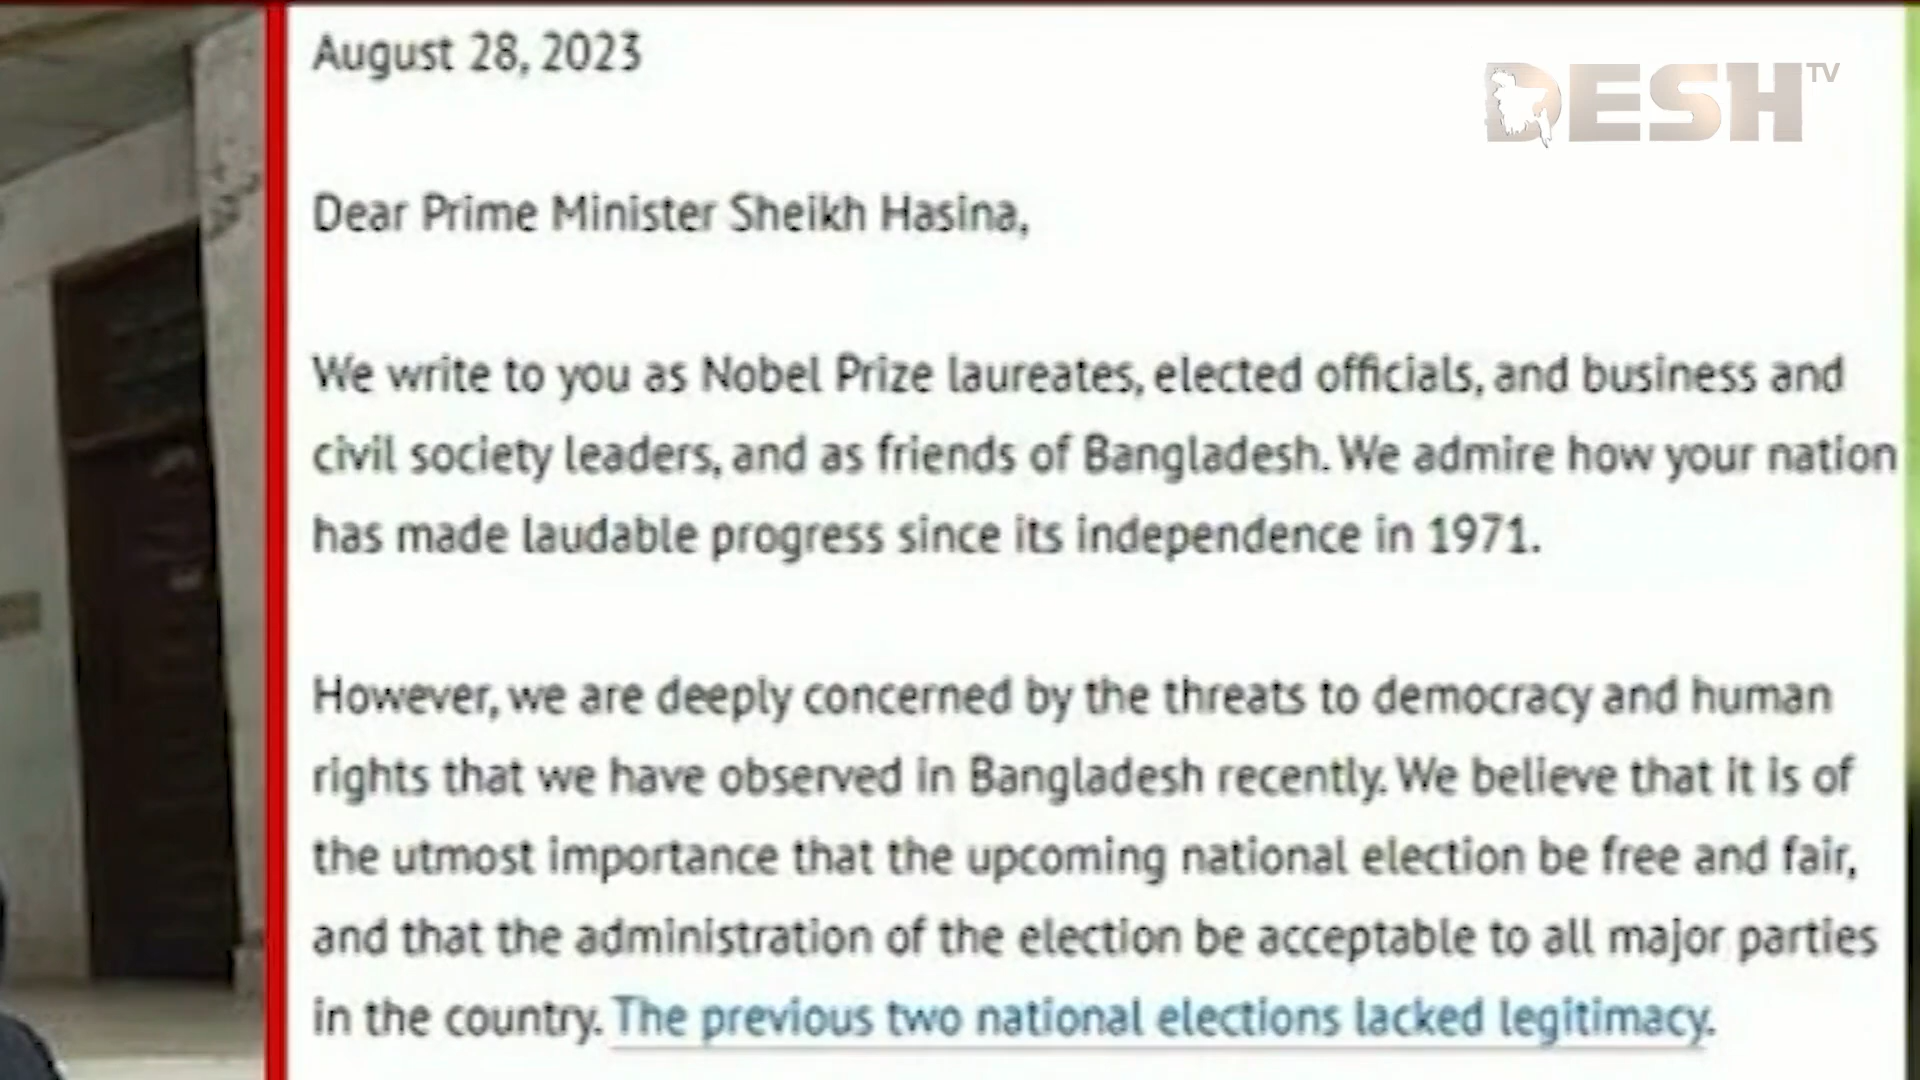 August 28, 2023
DESH TV
Dear Prime Minister Sheikh Hasina,
We write to you as Nobel Prize laureates, elected officials, and business and
civil society leaders, and as friends of Bangladesh. We admire how your nation
has made laudable progress since its independence in 1971.
However, we are deeply concerned by the threats to democracy and human
rights that we have observed in Bangladesh recently. We believe that it is of
the utmost importance that the upcoming national election be free and fair,
and that the administration of the election be acceptable to all major parties
in the country. The previous two national elections lacked legitimacy.